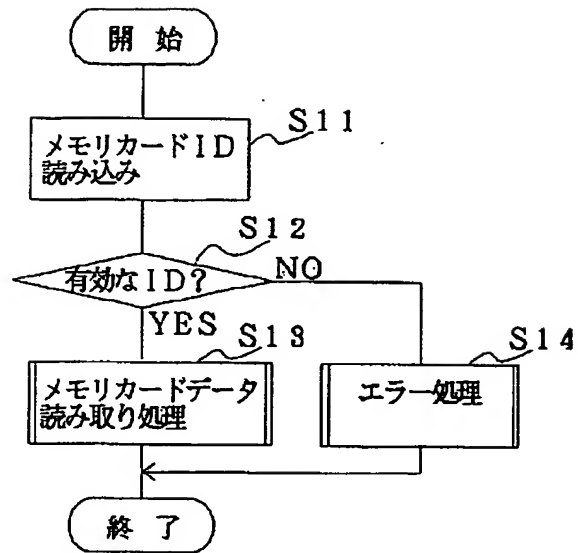 開 始
S11
メモリカードID
読み込み
S12
有効なID?
NO
YES
S13
S14
メモリカードデータ
読み取り処理
エラー処理
終 了